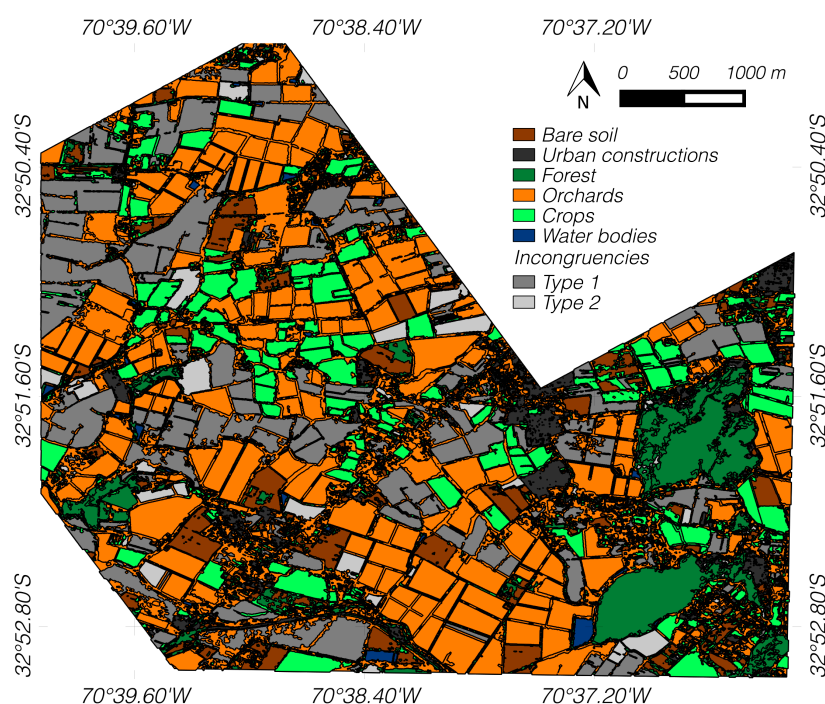 70°39.60'W 70°38.40'W 70°37.20'W
0 500 1000 m
N
32°50.40'S 32°50.40'S
Bare soil
Urban constructions
Forest
Orchards
Crops
Water bodies
Incongruencies
Type 1
Type 2
32°51.60'S 32°51.60'S
32°52.80'S 32°52.80'S
70°39.60'W 70°38.40'W 70°37.20'W